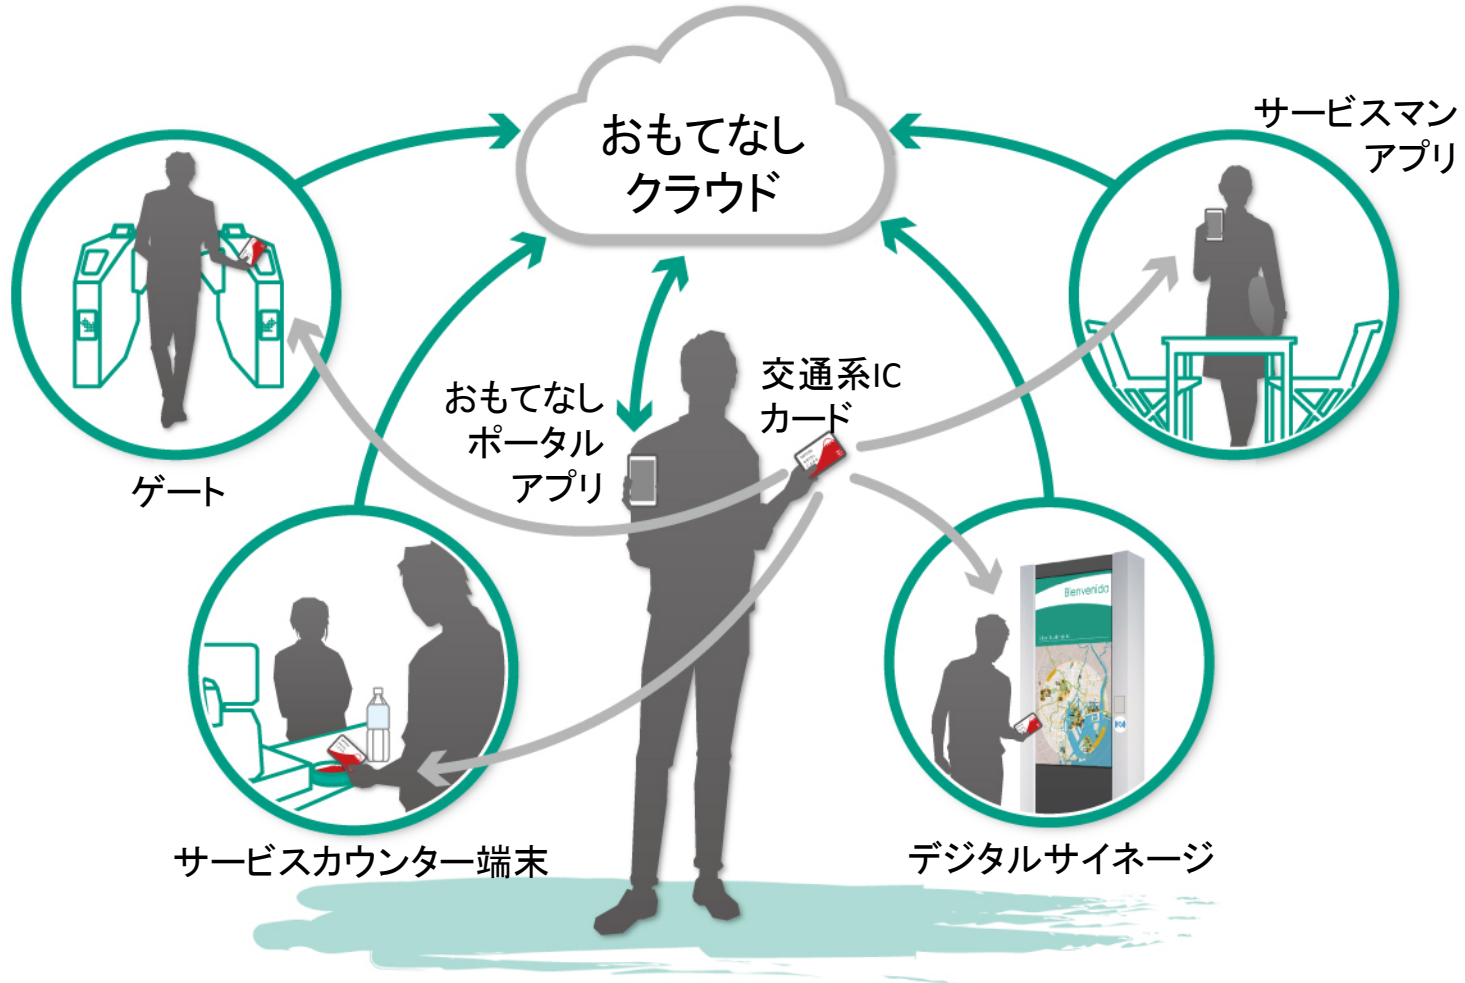 おもてなし
クラウド
サービスマン
アプリ
交通系IC
カード
おもてなし
ポータル
アプリ
ゲート
Bienvenida
サービスカウンター端末
デジタルサイネージ